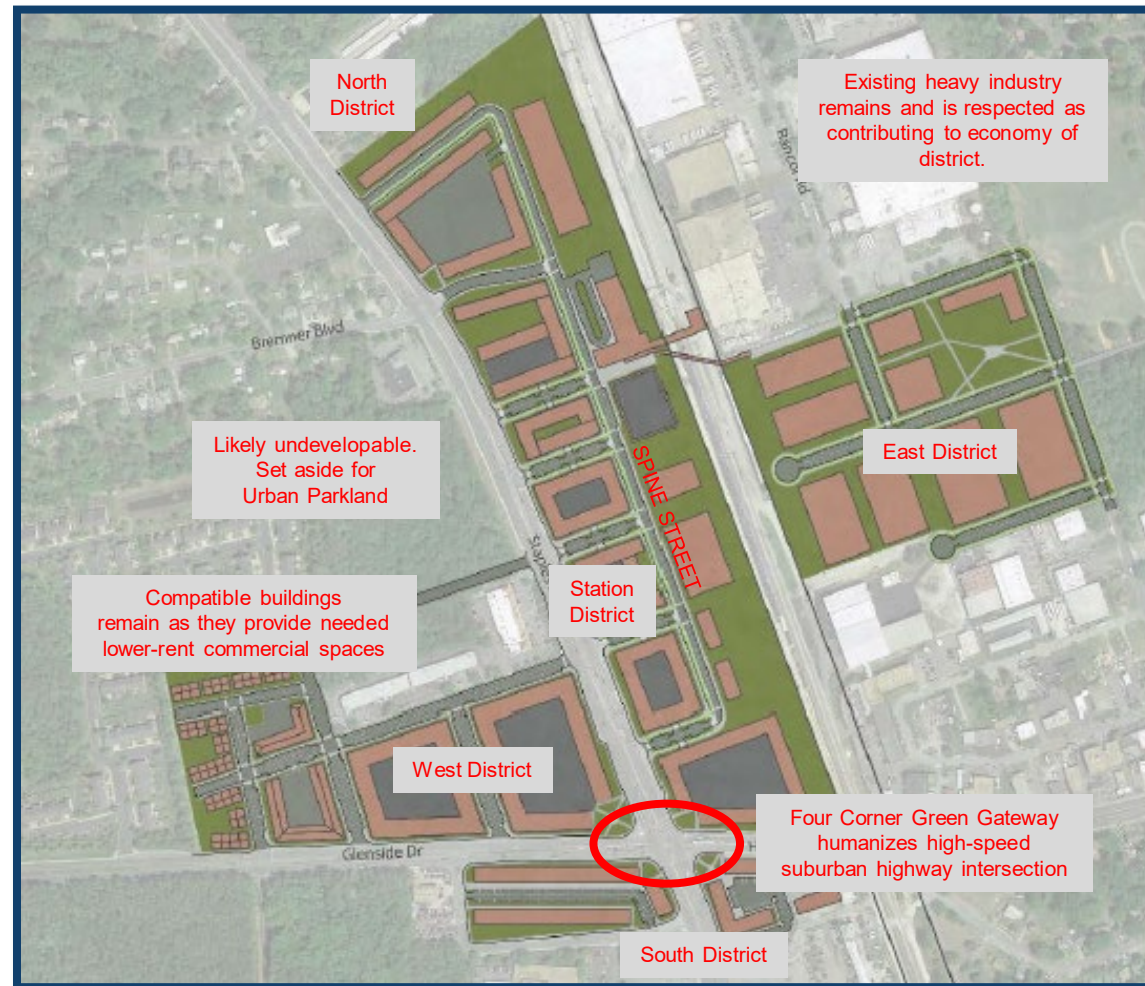 North
District
Existing heavy industry
remains and is respected as
contributing to economy of
district.
Bremner Blvd
Likely undevelopable.
Set aside for
Urban Parkland
SPINE STREET
East District
Station
District
Compatible buildings
remain as they provide needed
lower-rent commercial spaces
West District
Four Corner Green Gateway
humanizes high-speed
suburban highway intersection
Glenside Dr
South District